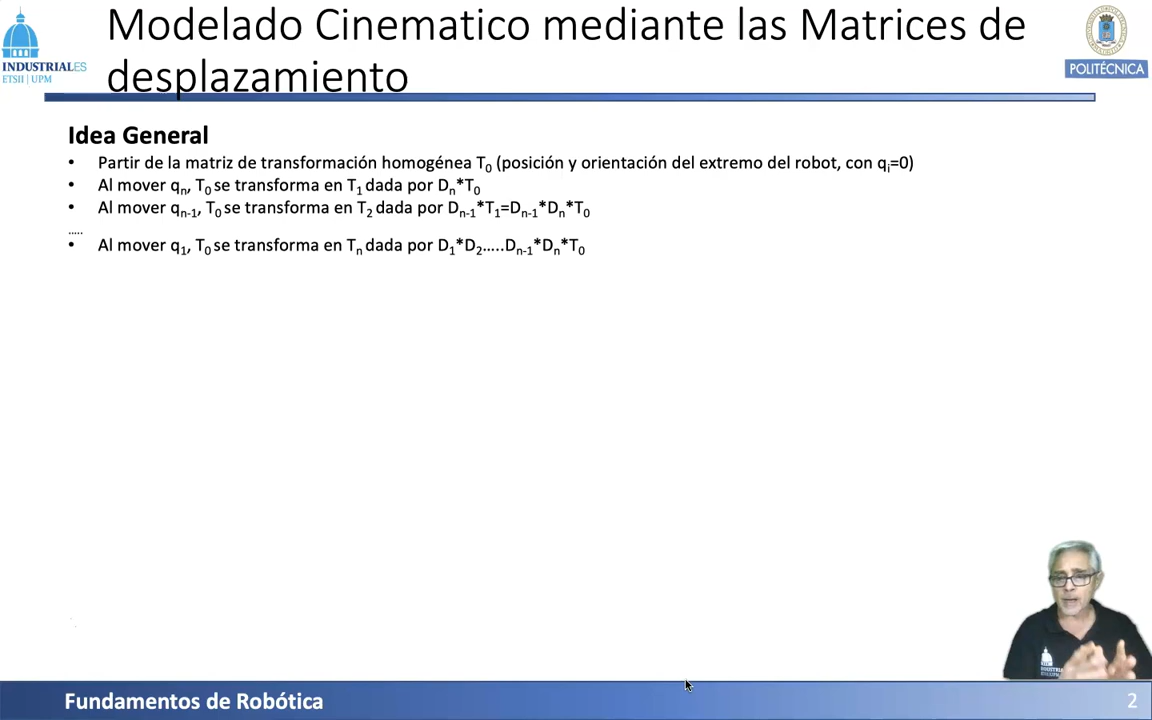 Modelado Cinematico mediante las Matrices de
desplazamiento
INDUSTRIALES
ETSII | UPM
POLITÉCNICA
Idea General
• Partir de la matriz de transformación homogénea T₀ (posición y orientación del extremo del robot, con qᵢ=0)
• Al mover qₙ, T₀ se transforma en T₁ dada por Dₙ*T₀
• Al mover qₙ₋₁, T₀ se transforma en T₂ dada por Dₙ₋₁*T₁=Dₙ₋₁*Dₙ*T₀
.....
• Al mover q₁, T₀ se transforma en Tₙ dada por D₁*D₂.....Dₙ₋₁*Dₙ*T₀
Fundamentos de Robótica
2